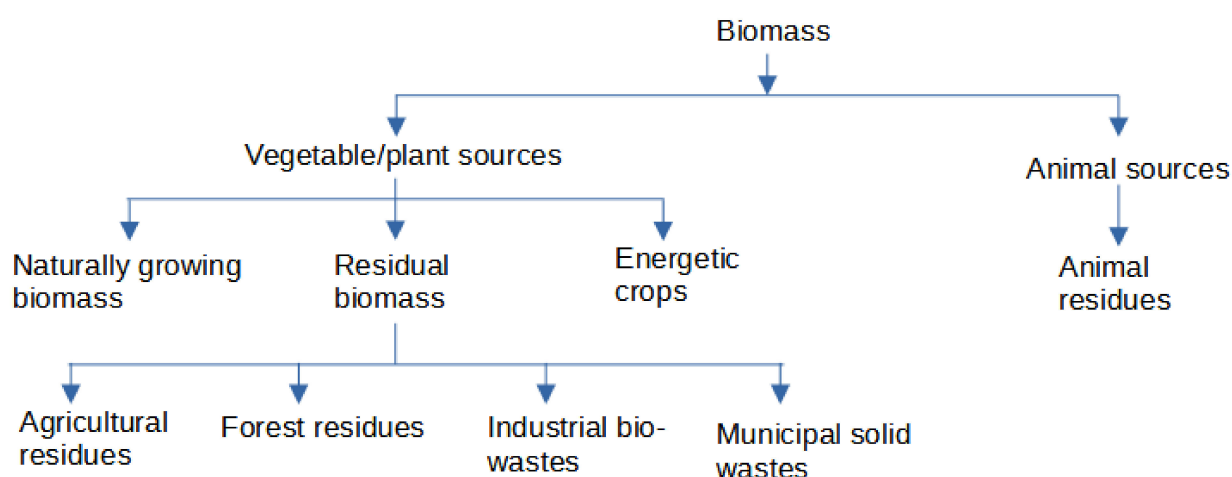 Biomass
Vegetable/plant sources
Animal sources
Naturally growing
biomass
Residual
biomass
Energetic
crops
Animal
residues
Agricultural
residues
Forest residues
Industrial bio-
wastes
Municipal solid
wastes